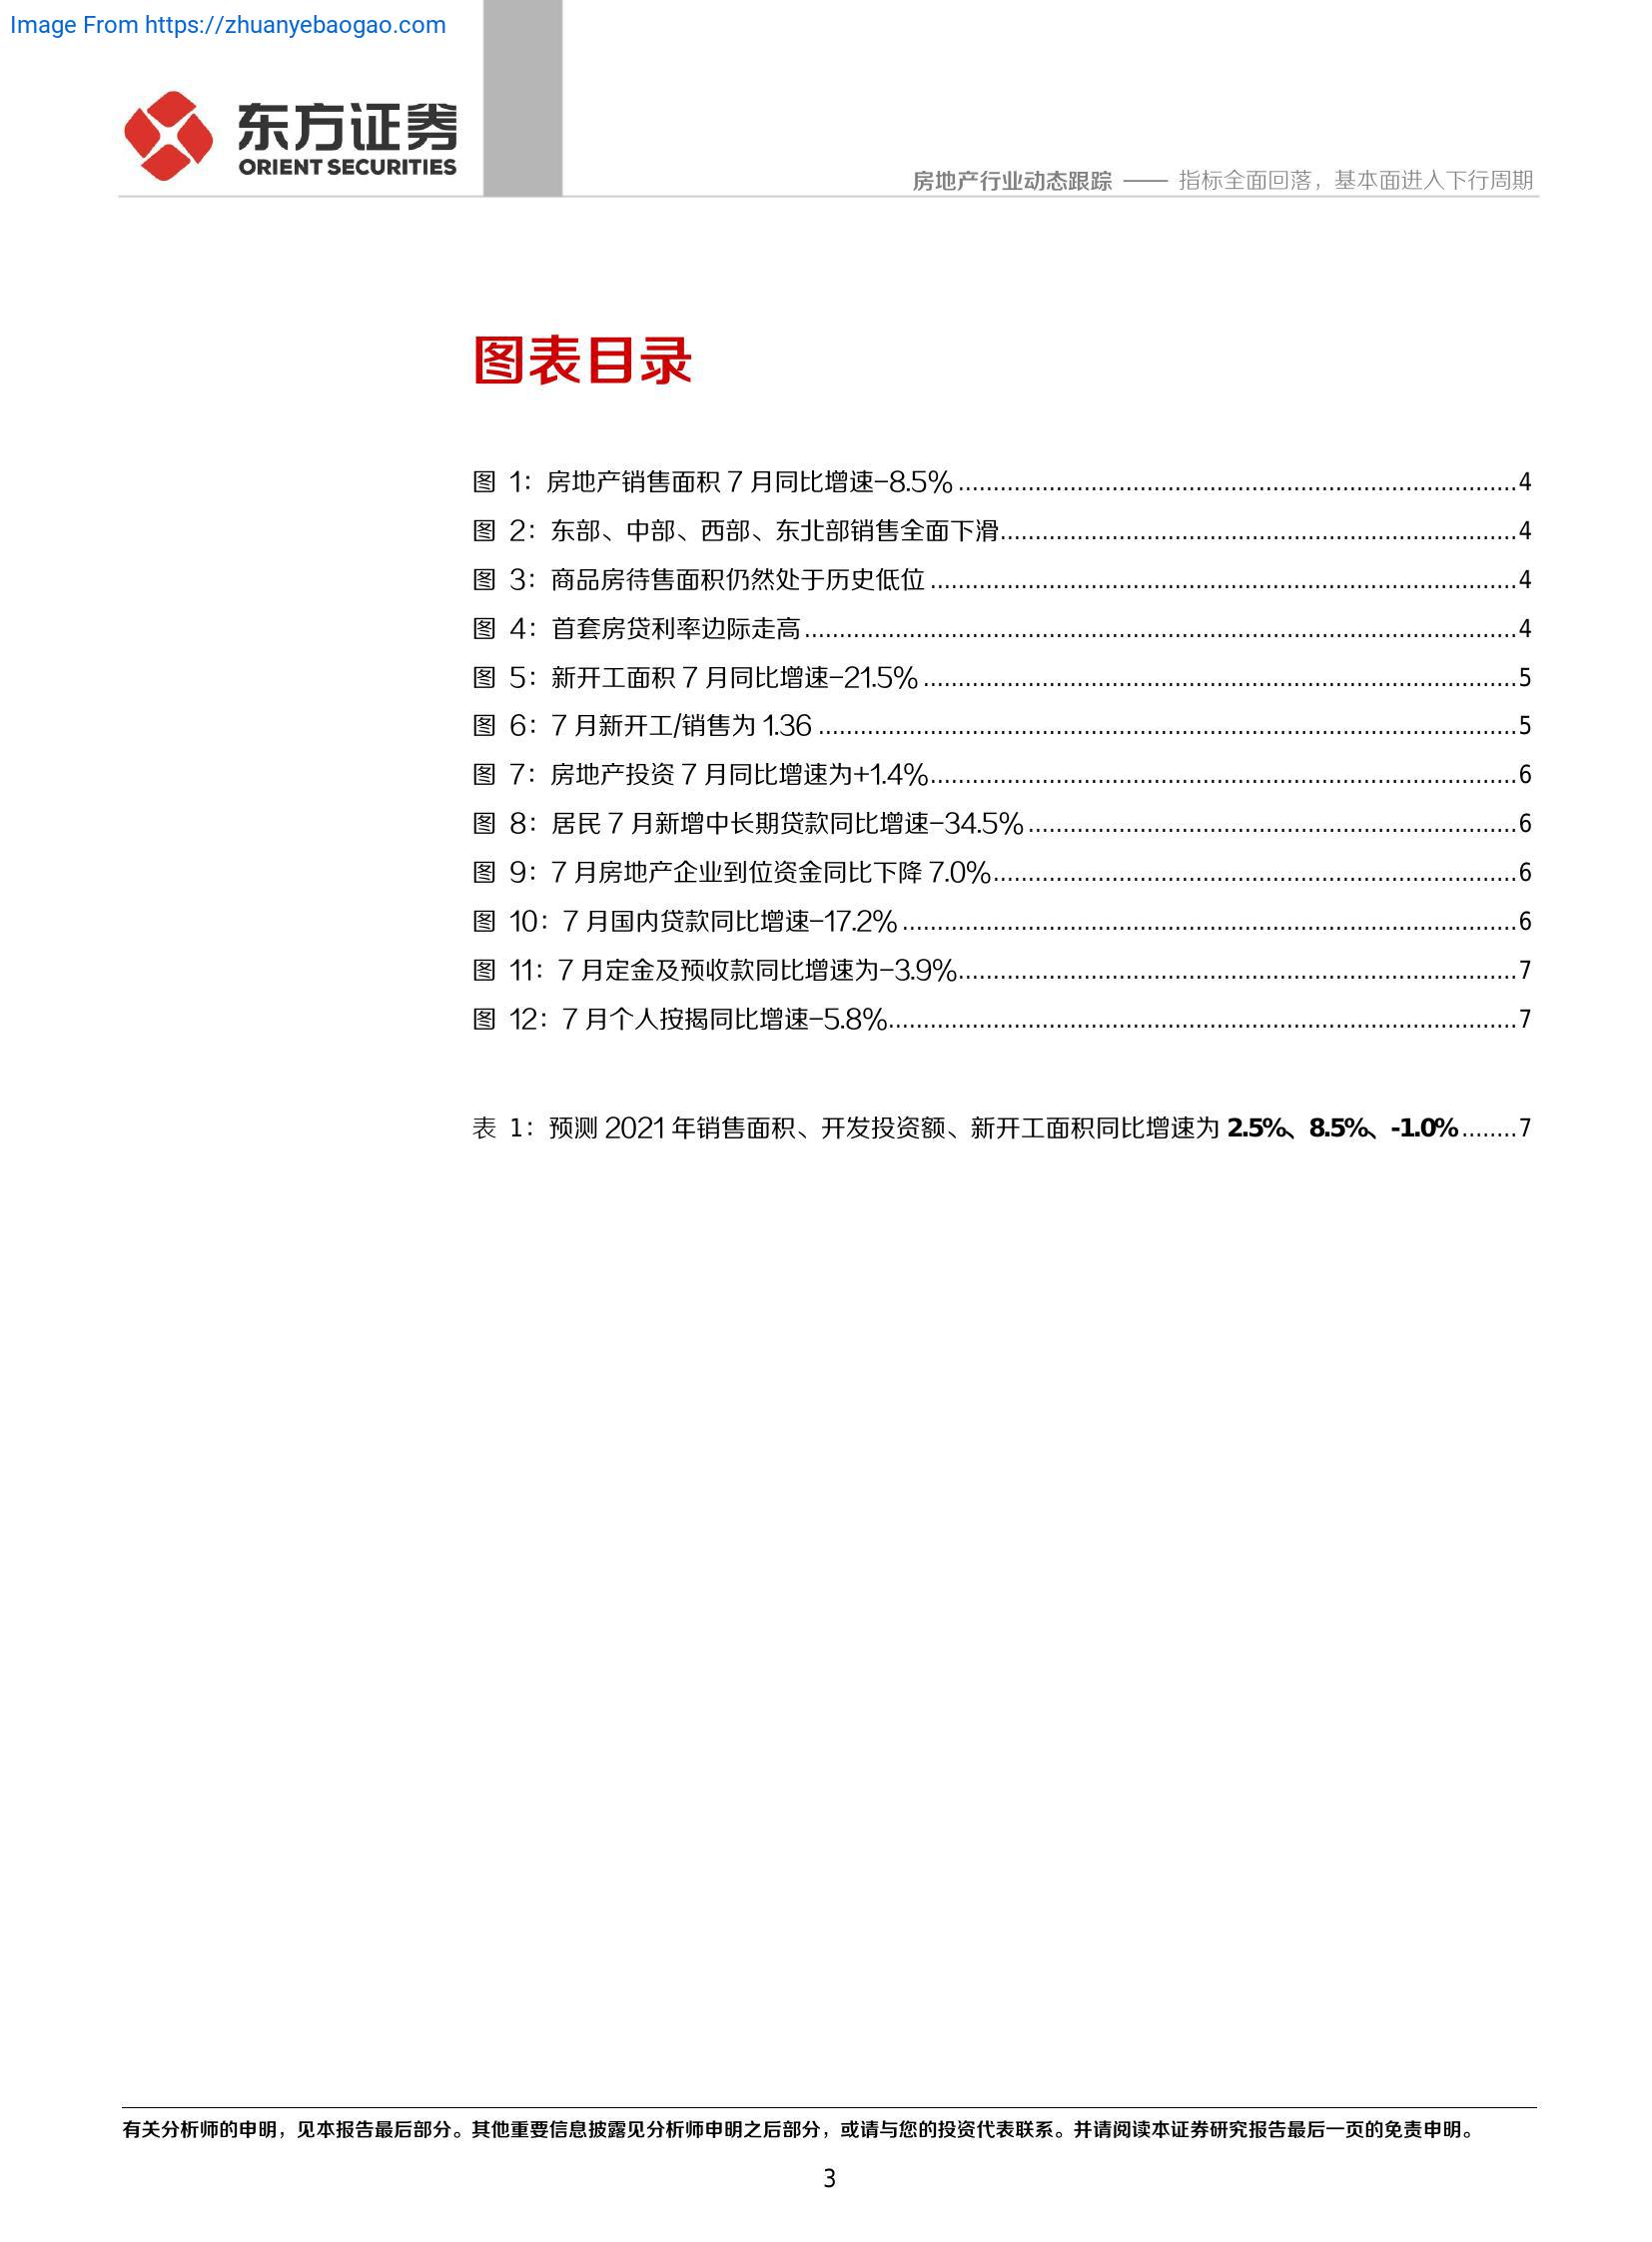 Image From https://zhuanyebaogao.com
东方证券
ORIENT SECURITIES
房地产行业动态跟踪 —— 指标全面回落，基本面进入下行周期
图表目录
图 1：房地产销售面积 7 月同比增速-8.5% ................................................................................ 4
图 2：东部、中部、西部、东北部销售全面下滑 ................................................................................ 4
图 3：商品房待售面积仍然处于历史低位 ................................................................................ 4
图 4：首套房贷利率边际走高 ................................................................................ 4
图 5：新开工面积 7 月同比增速-21.5% ................................................................................ 5
图 6：7 月新开工/销售为 1.36 ................................................................................ 5
图 7：房地产投资 7 月同比增速为+1.4% ................................................................................ 6
图 8：居民 7 月新增中长期贷款同比增速-34.5% ................................................................................ 6
图 9：7 月房地产企业到位资金同比下降 7.0% ................................................................................ 6
图 10：7 月国内贷款同比增速-17.2% ................................................................................ 6
图 11：7 月定金及预收款同比增速为-3.9% ................................................................................ 7
图 12：7 月个人按揭同比增速-5.8% ................................................................................ 7
表 1：预测 2021 年销售面积、开发投资额、新开工面积同比增速为 2.5%、8.5%、-1.0% ........ 7
有关分析师的申明，见本报告最后部分。其他重要信息披露见分析师申明之后部分，或请与您的投资代表联系。并请阅读本证券研究报告最后一页的免责申明。
3